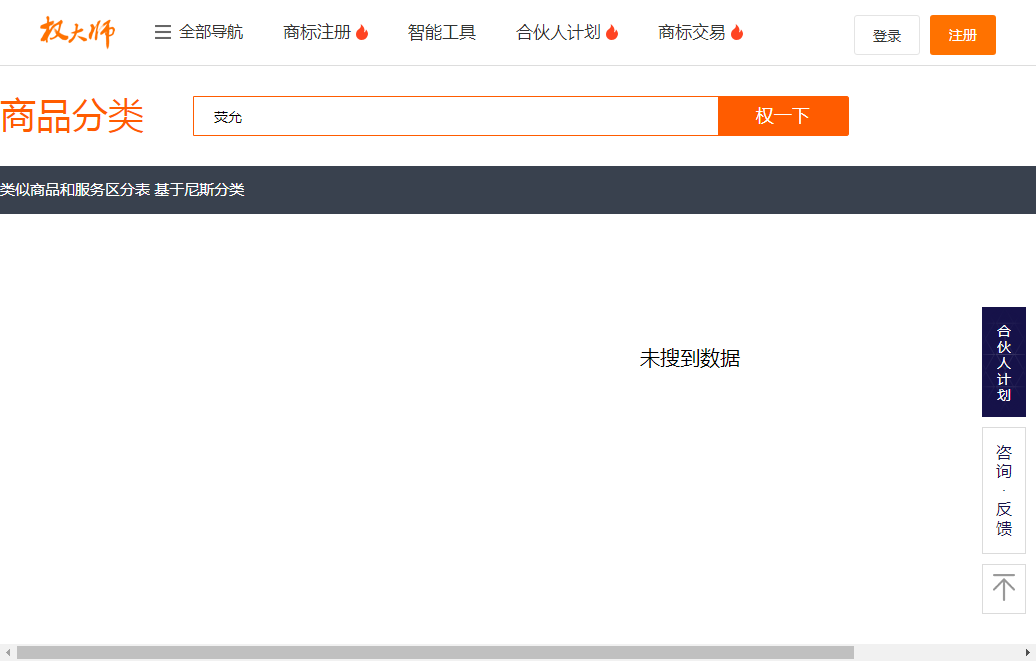 权大师 全部导航 商标注册 智能工具 合伙人计划 商标交易 登录 注册
商品分类 荧允 权一下
类似商品和服务区分表 基于尼斯分类
未搜到数据
合伙人计划
咨询·反馈